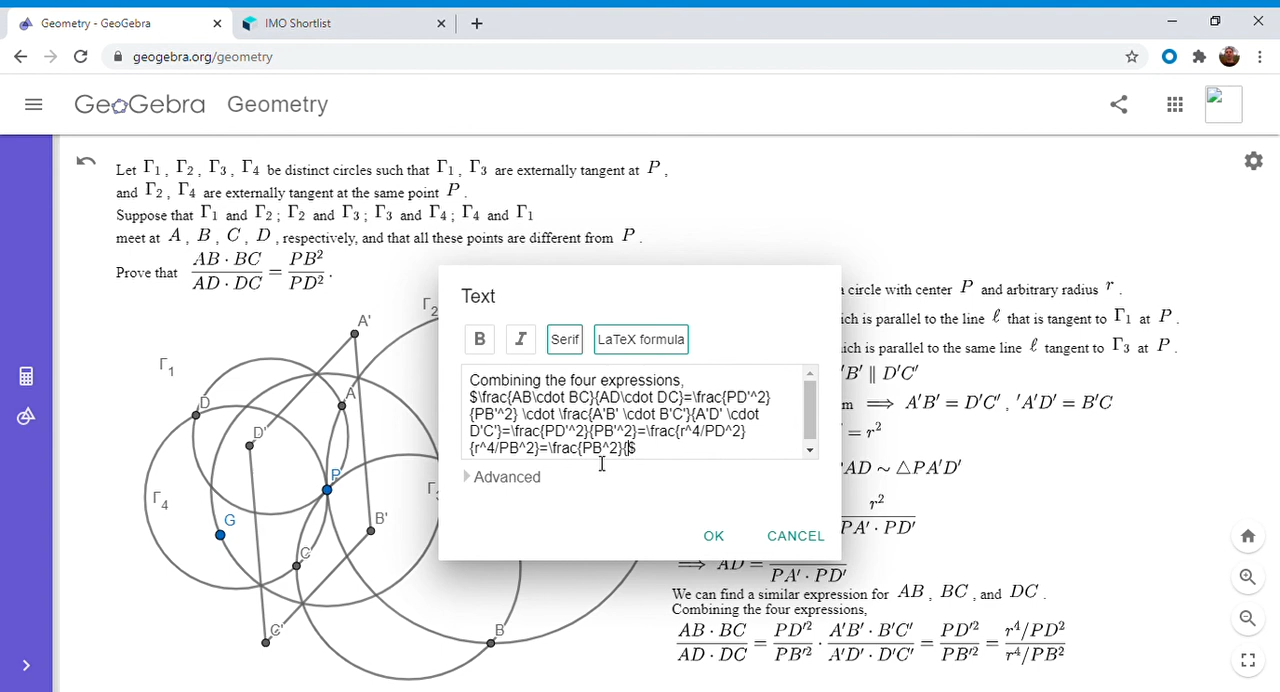 Geometry - GeoGebra
IMO Shortlist
geogebra.org/geometry
GeoGebra Geometry
Let Γ₁ , Γ₂ , Γ₃ , Γ₄ be distinct circles such that Γ₁ , Γ₃ are externally tangent at P ,
and Γ₂ , Γ₄ are externally tangent at the same point P .
Suppose that Γ₁ and Γ₂ ; Γ₂ and Γ₃ ; Γ₃ and Γ₄ ; Γ₄ and Γ₁
meet at A , B , C , D , respectively, and that all these points are different from P .
Prove that AB · BC / AD · DC = PB² / PD² .
Γ₁
Γ₂
A'
A
D
D'
P
Γ₄
G
B'
C
C'
B
Text
B I Serif LaTeX formula
Combining the four expressions,
$\frac{AB\cdot BC}{AD\cdot DC}=\frac{PD'^2}
{PB'^2} \cdot \frac{A'B' \cdot B'C'}{A'D' \cdot
D'C'}=\frac{PD'^2}{PB'^2}=\frac{r^4/PD^2}
{r^4/PB^2}=\frac{PB^2}{$
Advanced
OK CANCEL
a circle with center P and arbitrary radius r .
ich is parallel to the line ℓ that is tangent to Γ₁ at P .
ich is parallel to the same line ℓ tangent to Γ₃ at P .
'B' ∥ D'C'
m ⟹ A'B' = D'C' , 'A'D' = B'C
= r²
AD ∼ △PA'D'
r² / PA' · PD'
⟹ AD = PA' · PD'
We can find a similar expression for AB , BC , and DC .
Combining the four expressions,
AB · BC / AD · DC = PD'² / PB'² · A'B' · B'C' / A'D' · D'C' = PD'² / PB'² = r⁴/PD² / r⁴/PB²